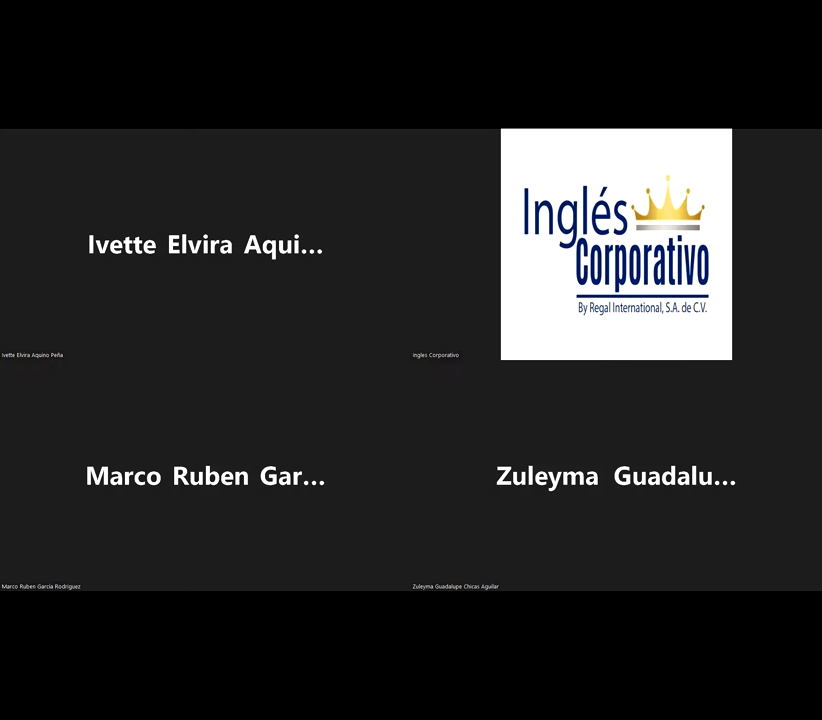 Ivette Elvira Aqui...
Ivette Elvira Aquino Peña
Inglés
Corporativo
By Regal International, S.A. de C.V.
Ingles Corporativo
Marco Ruben Gar...
Marco Ruben Garcia Rodriguez
Zuleyma Guadalu...
Zuleyma Guadalupe Chicas Aguilar